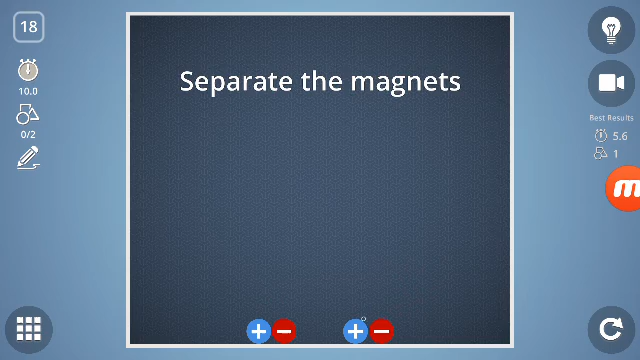 18
10.0
0/2
Separate the magnets
Best Results
5.6
1
+ − + −